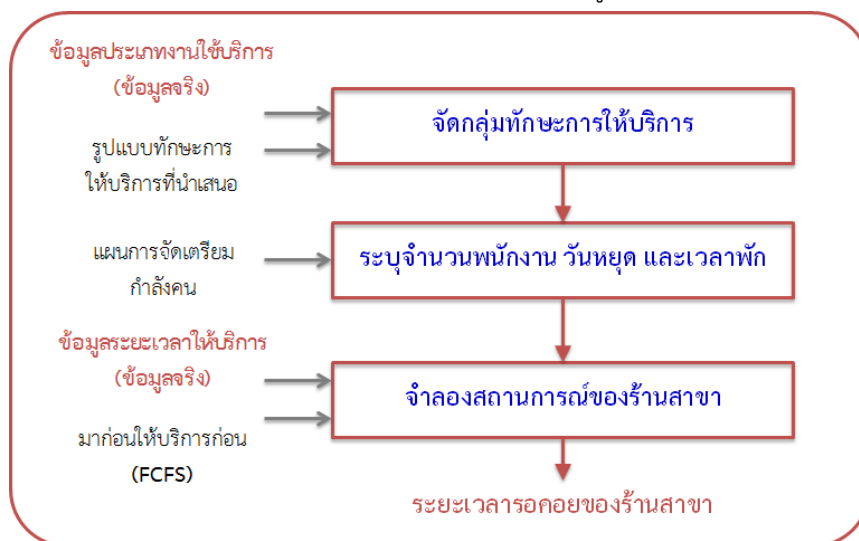 ข้อมูลประเภทงานใช้บริการ
(ข้อมูลจริง)
จัดกลุ่มทักษะการให้บริการ
รูปแบบทักษะการ
ให้บริการที่นำเสนอ
แผนการจัดเตรียม
กำลังคน
ระบุจำนวนพนักงาน วันหยุด และเวลาพัก
ข้อมูลระยะเวลาให้บริการ
(ข้อมูลจริง)
จำลองสถานการณ์ของร้านสาขา
มาก่อนให้บริการก่อน
(FCFS)
ระยะเวลารอคอยของร้านสาขา